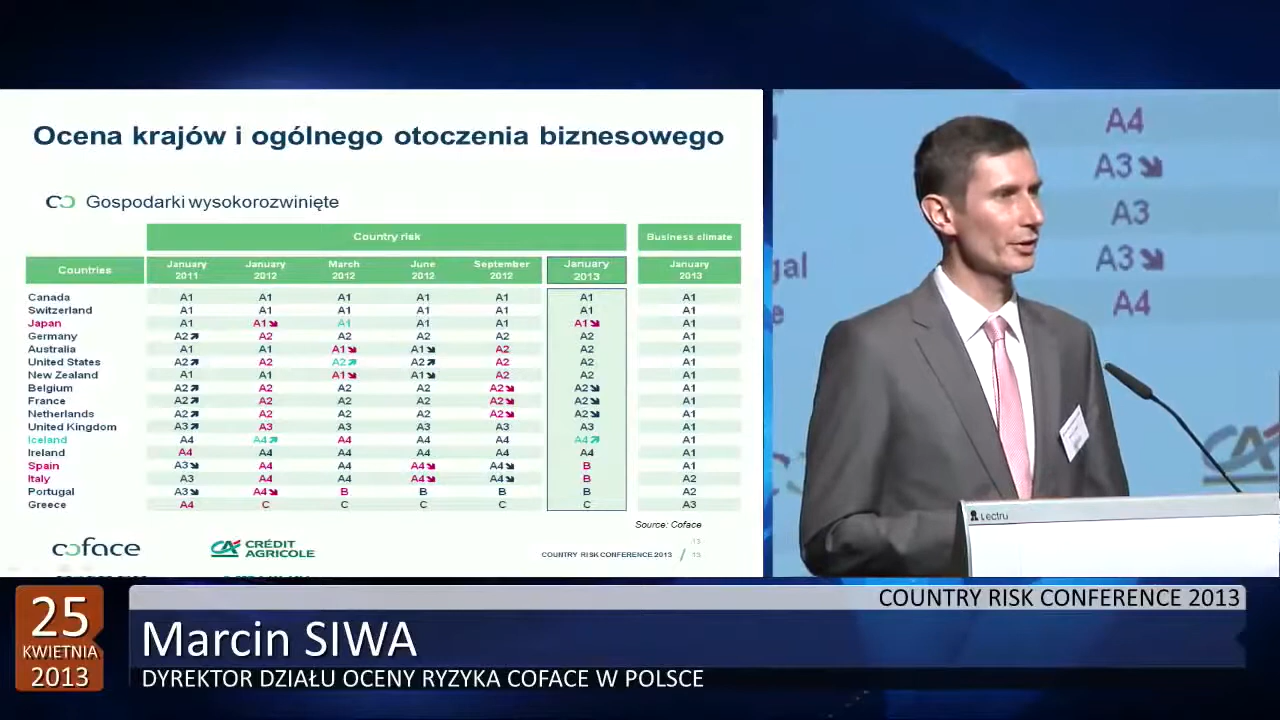 Ocena krajów i ogólnego otoczenia biznesowego
Gospodarki wysokorozwinięte
Country risk Business climate
Countries January 2011 January 2012 March 2012 June 2012 September 2012 January 2013 January 2013
Canada A1 A1 A1 A1 A1 A1 A1
Switzerland A1 A1 A1 A1 A1 A1 A1
Japan A1 A1↘ A1 A1 A1 A1↘ A1
Germany A2↗ A2 A2 A2 A2 A2 A1
Australia A1 A1 A1↘ A1↘ A2 A2 A1
United States A2↗ A2 A2↗ A2↗ A2 A2 A1
New Zealand A1 A1 A1↘ A1↘ A2 A2 A1
Belgium A2↗ A2 A2 A2 A2↘ A2↘ A1
France A2↗ A2 A2 A2 A2↘ A2↘ A1
Netherlands A2↗ A2 A2 A2 A2↘ A2↘ A1
United Kingdom A3↗ A3 A3 A3 A3 A3 A1
Iceland A4 A4↗ A4 A4 A4 A4↗ A1
Ireland A4 A4 A4 A4 A4 A4 A1
Spain A3↘ A4 A4 A4↘ A4↘ B A1
Italy A3 A4 A4 A4↘ A4↘ B A2
Portugal A3↘ A4↘ B B B B A2
Greece A4 C C C C C A3
Source: Coface
coface
CRÉDIT
AGRICOLE
COUNTRY RISK CONFERENCE 2013 / 13
13
A4
A3↘
A3
gal A3↘
e A4
CA
Lectru
25
KWIETNIA
2013
COUNTRY RISK CONFERENCE 2013
Marcin SIWA
DYREKTOR DZIAŁU OCENY RYZYKA COFACE W POLSCE